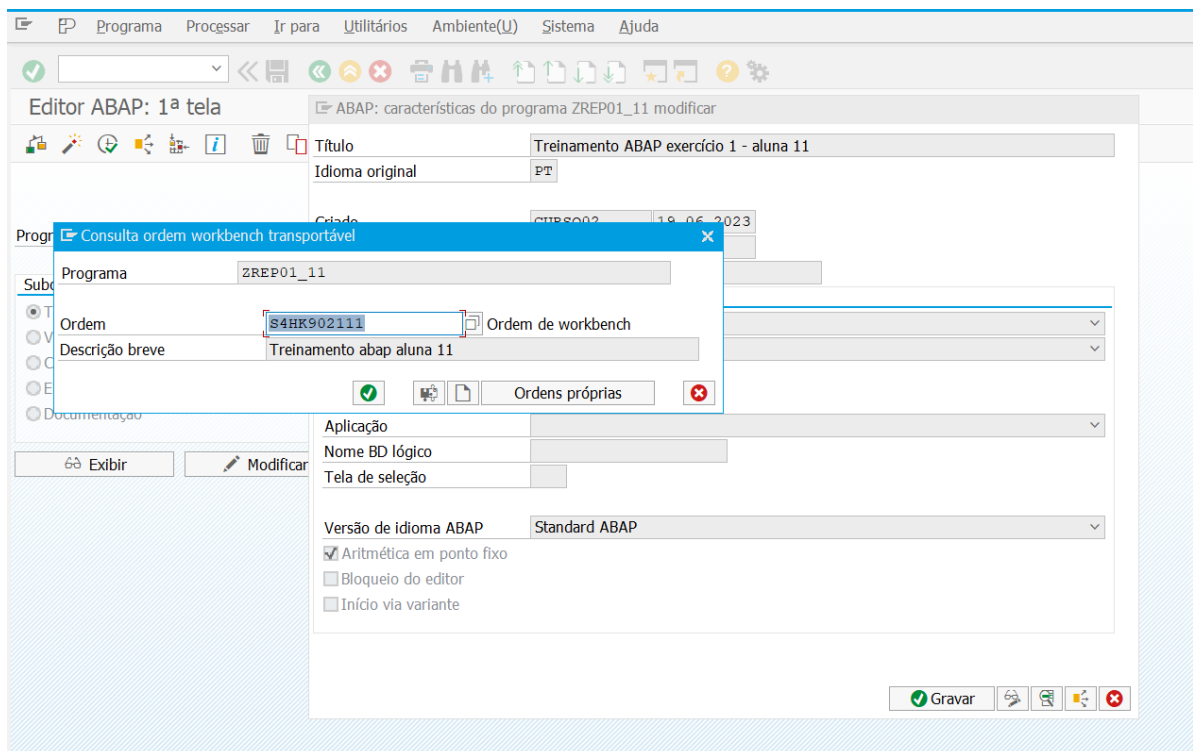 Programa Processar Ir para Utilitários Ambiente(U) Sistema Ajuda
Editor ABAP: 1ª tela
ABAP: características do programa ZREP01_11 modificar
Título Treinamento ABAP exercício 1 - aluna 11
Idioma original PT
Criado CURSO02 19.06.2023
Progr
Consulta ordem workbench transportável
Programa ZREP01_11
Ordem S4HK902111 Ordem de workbench
Descrição breve Treinamento abap aluna 11
Ordens próprias
Subo
T
V
C
E
Documentação
Exibir Modificar
Aplicação
Nome BD lógico
Tela de seleção
Versão de idioma ABAP Standard ABAP
Aritmética em ponto fixo
Bloqueio do editor
Início via variante
Gravar